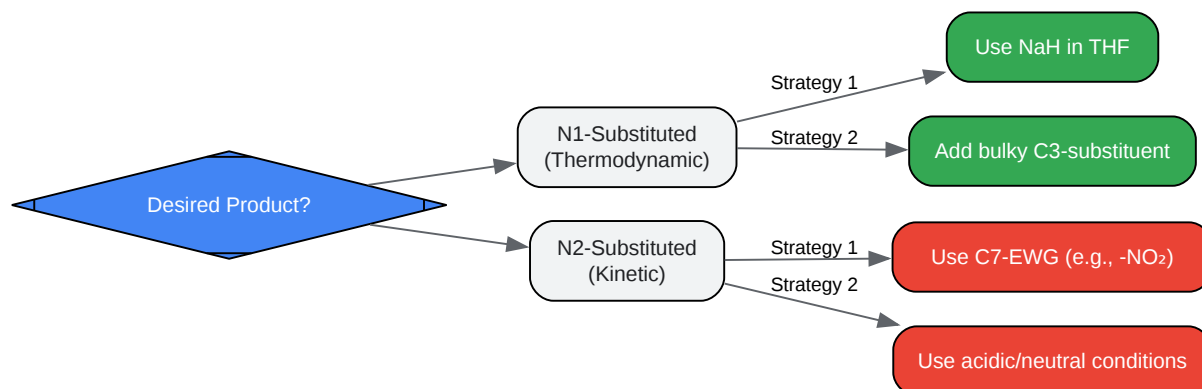 Desired Product?
N1-Substituted
(Thermodynamic)
Strategy 1
Use NaH in THF
Strategy 2
Add bulky C3-substituent
N2-Substituted
(Kinetic)
Strategy 1
Use C7-EWG (e.g., -NO₂)
Strategy 2
Use acidic/neutral conditions